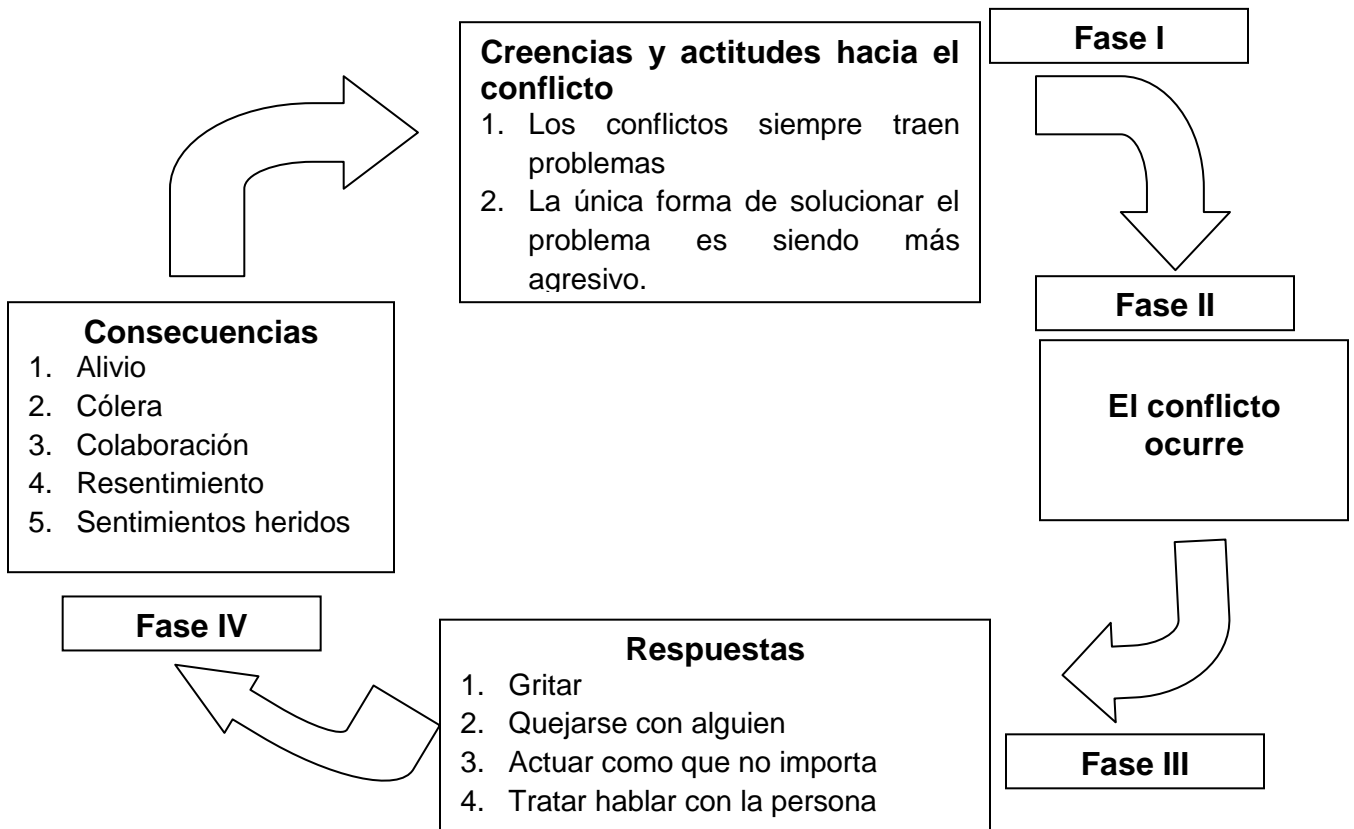 Fase I
Creencias y actitudes hacia el
conflicto
1. Los conflictos siempre traen
problemas
2. La única forma de solucionar el
problema es siendo más
agresivo.
Fase II
El conflicto
ocurre
Fase III
Respuestas
1. Gritar
2. Quejarse con alguien
3. Actuar como que no importa
4. Tratar hablar con la persona
Fase IV
Consecuencias
1. Alivio
2. Cólera
3. Colaboración
4. Resentimiento
5. Sentimientos heridos